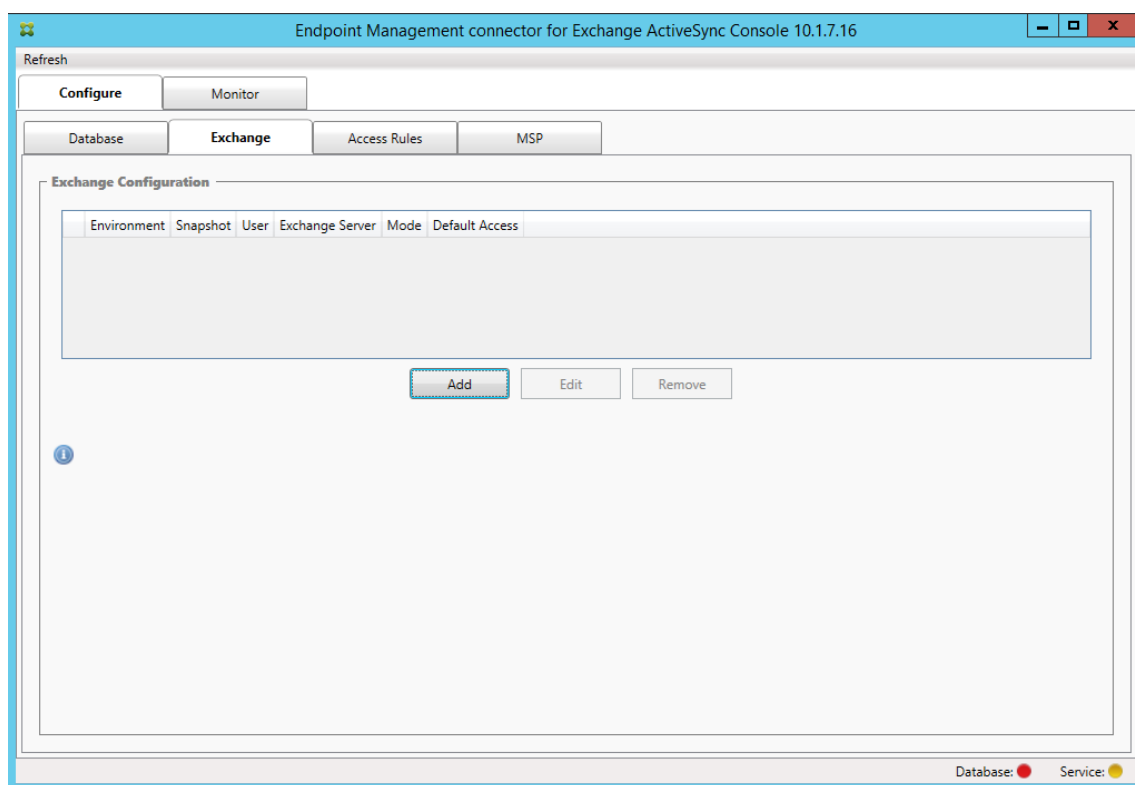 Endpoint Management connector for Exchange ActiveSync Console 10.1.7.16
Refresh
Configure Monitor
Database Exchange Access Rules MSP
Exchange Configuration
Environment Snapshot User Exchange Server Mode Default Access
Add Edit Remove
Database: Service: